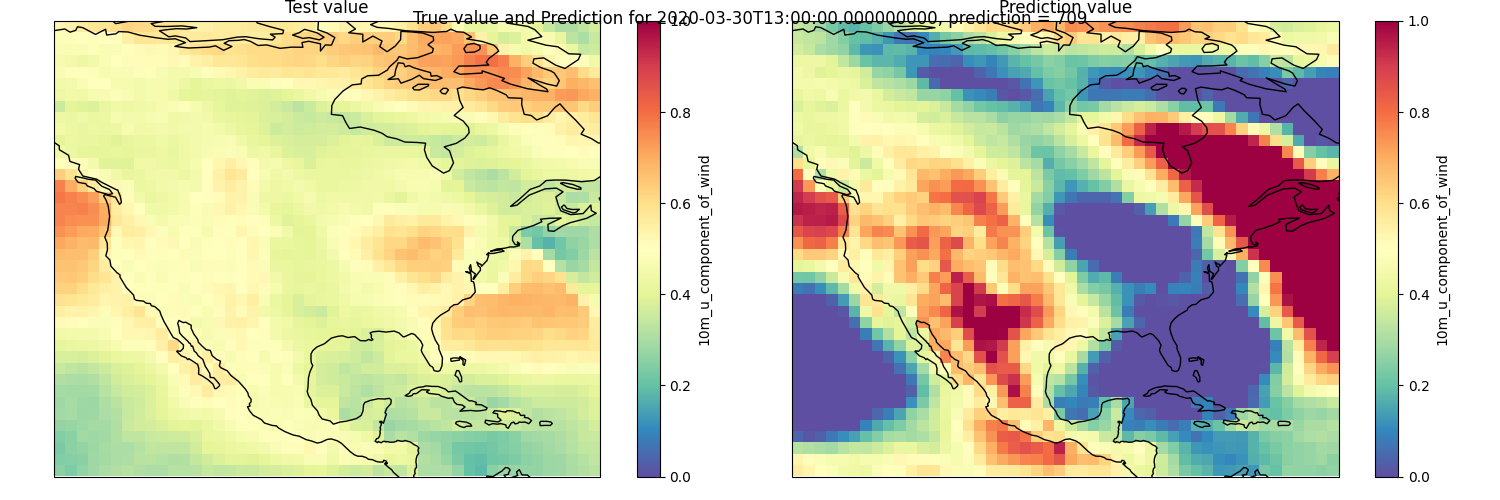 Test value
True value and Prediction for 2020-03-30T13:00:00.000000000, prediction = 709
Prediction value
1.0
0.8
0.6
0.4
0.2
0.0
10m_u_component_of_wind
1.0
0.8
0.6
0.4
0.2
0.0
10m_u_component_of_wind